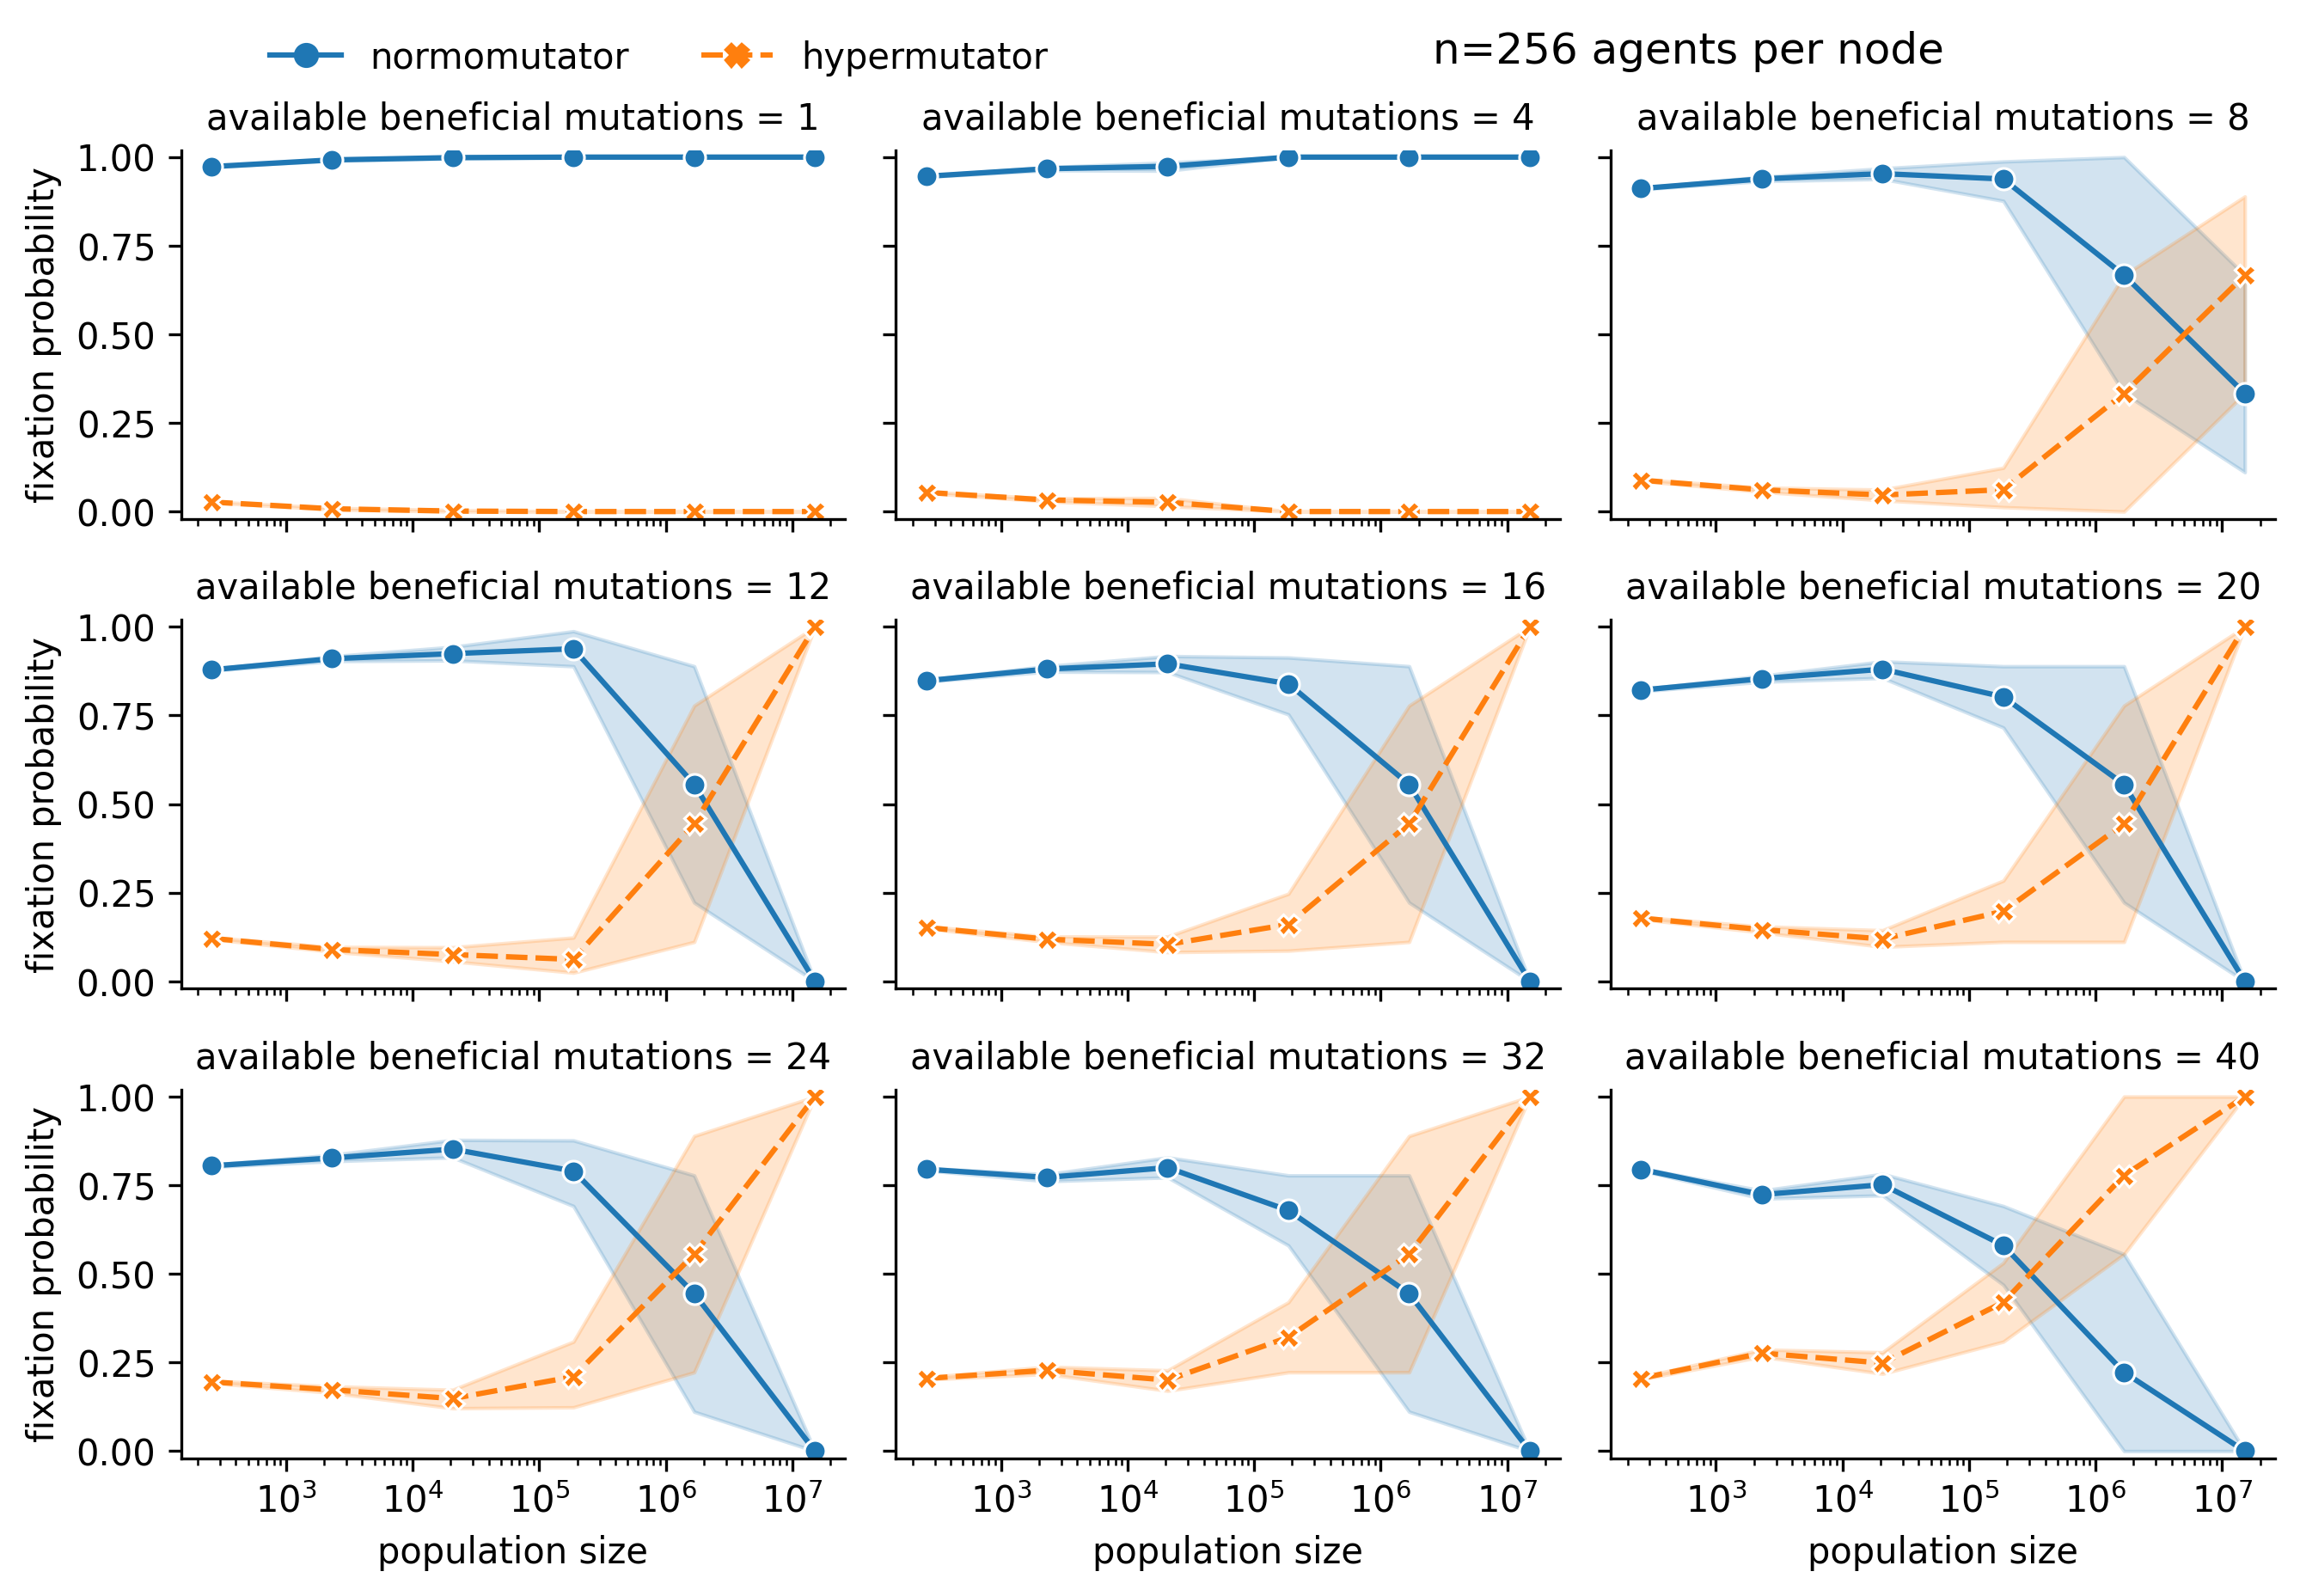 normomutator hypermutator n=256 agents per node
available beneficial mutations = 1 available beneficial mutations = 4 available beneficial mutations = 8
1.00
0.75
0.50
0.25
0.00
fixation probability
available beneficial mutations = 12 available beneficial mutations = 16 available beneficial mutations = 20
1.00
0.75
0.50
0.25
0.00
fixation probability
available beneficial mutations = 24 available beneficial mutations = 32 available beneficial mutations = 40
1.00
0.75
0.50
0.25
0.00
fixation probability
10³ 10⁴ 10⁵ 10⁶ 10⁷ 10³ 10⁴ 10⁵ 10⁶ 10⁷ 10³ 10⁴ 10⁵ 10⁶ 10⁷
population size population size population size